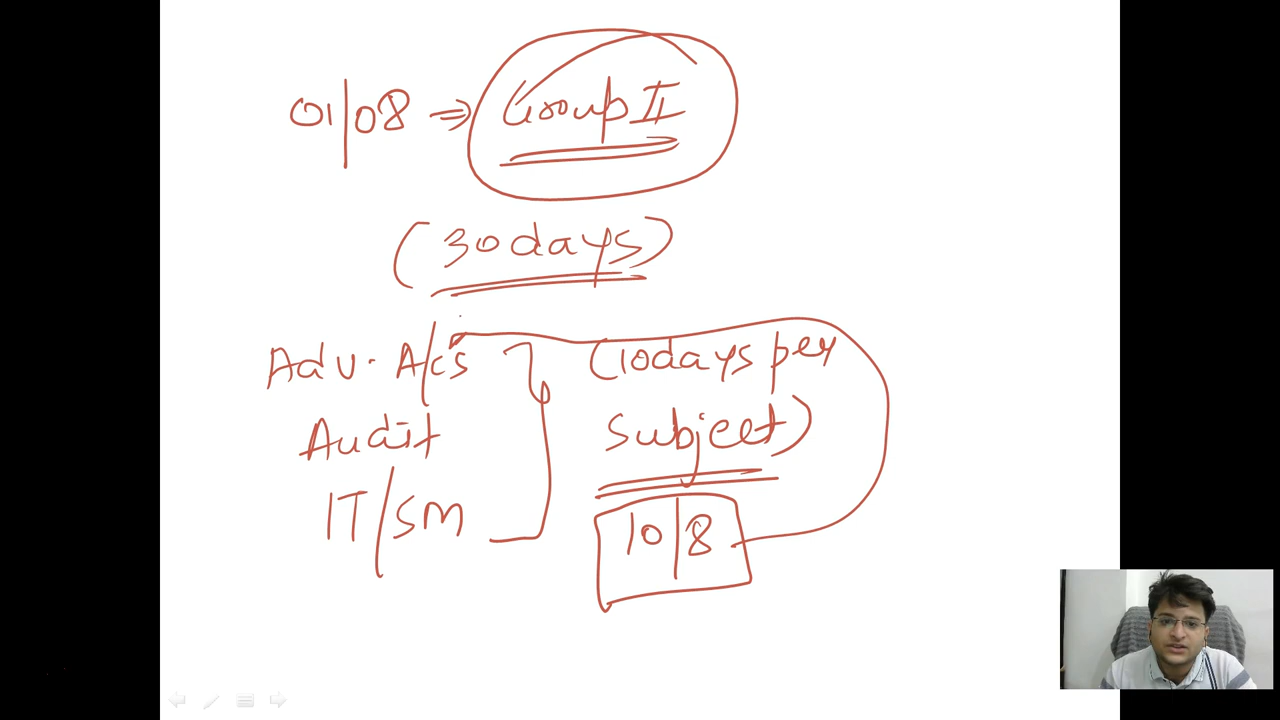 01/08 ⇒ Group II
(30 days)
Adv. A/cs (10 days per
Audit subject)
IT/SM 10/8